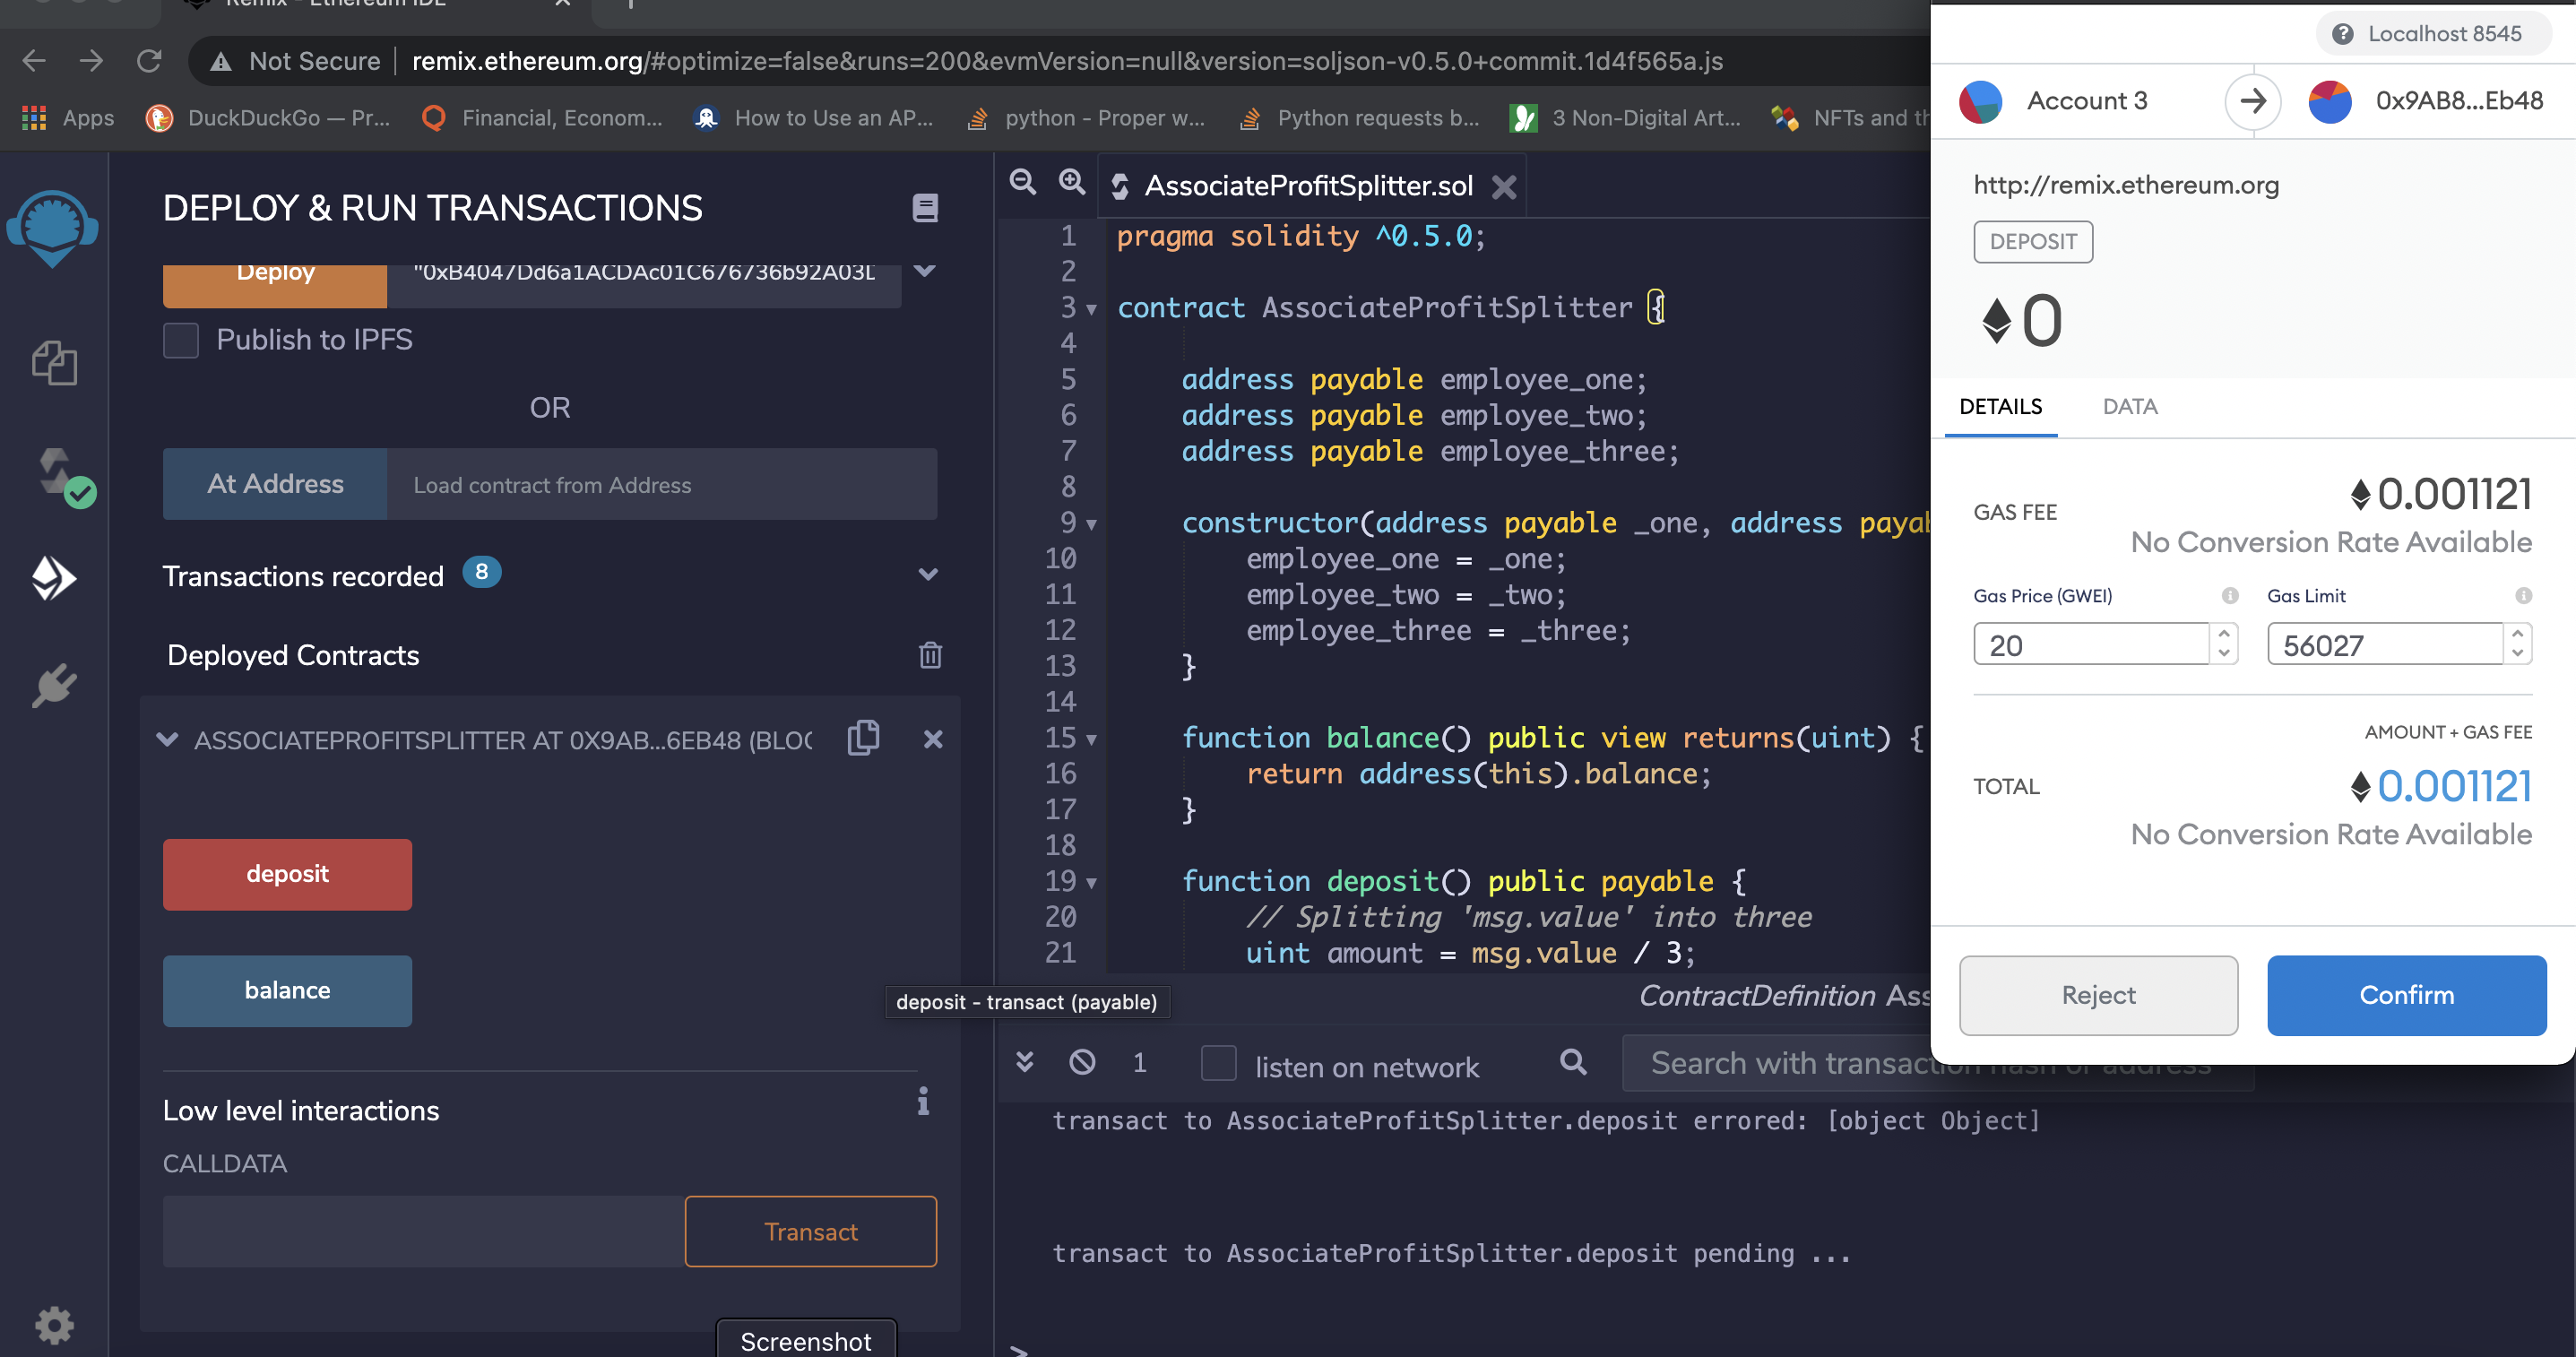 Remix - Ethereum IDE
Not Secure
remix.ethereum.org/#optimize=false&runs=200&evmVersion=null&version=soljson-v0.5.0+commit.1d4f565a.js
Apps
DuckDuckGo — Pr...
Financial, Econom...
How to Use an AP...
python - Proper w...
Python requests b...
3 Non-Digital Art...
NFTs and th
DEPLOY & RUN TRANSACTIONS
Deploy
"0xB4047Dd6a1ACDAc01C676736b92A03D
Publish to IPFS
OR
At Address
Load contract from Address
Transactions recorded 8
Deployed Contracts
ASSOCIATEPROFITSPLITTER AT 0X9AB...6EB48 (BLOC
deposit
balance
deposit - transact (payable)
Low level interactions
CALLDATA
Transact
Screenshot
AssociateProfitSplitter.sol
1 pragma solidity ^0.5.0;
2
3 contract AssociateProfitSplitter {
4
5 address payable employee_one;
6 address payable employee_two;
7 address payable employee_three;
8
9 constructor(address payable _one, address payab
10 employee_one = _one;
11 employee_two = _two;
12 employee_three = _three;
13 }
14
15 function balance() public view returns(uint) {
16 return address(this).balance;
17 }
18
19 function deposit() public payable {
20 // Splitting 'msg.value' into three
21 uint amount = msg.value / 3;
ContractDefinition Ass
1
listen on network
Search with transaction hash or address
transact to AssociateProfitSplitter.deposit errored: [object Object]
transact to AssociateProfitSplitter.deposit pending ...
>
Localhost 8545
Account 3
0x9AB8...Eb48
http://remix.ethereum.org
DEPOSIT
0
DETAILS
DATA
GAS FEE
0.001121
No Conversion Rate Available
Gas Price (GWEI)
Gas Limit
20
56027
AMOUNT + GAS FEE
TOTAL
0.001121
No Conversion Rate Available
Reject
Confirm